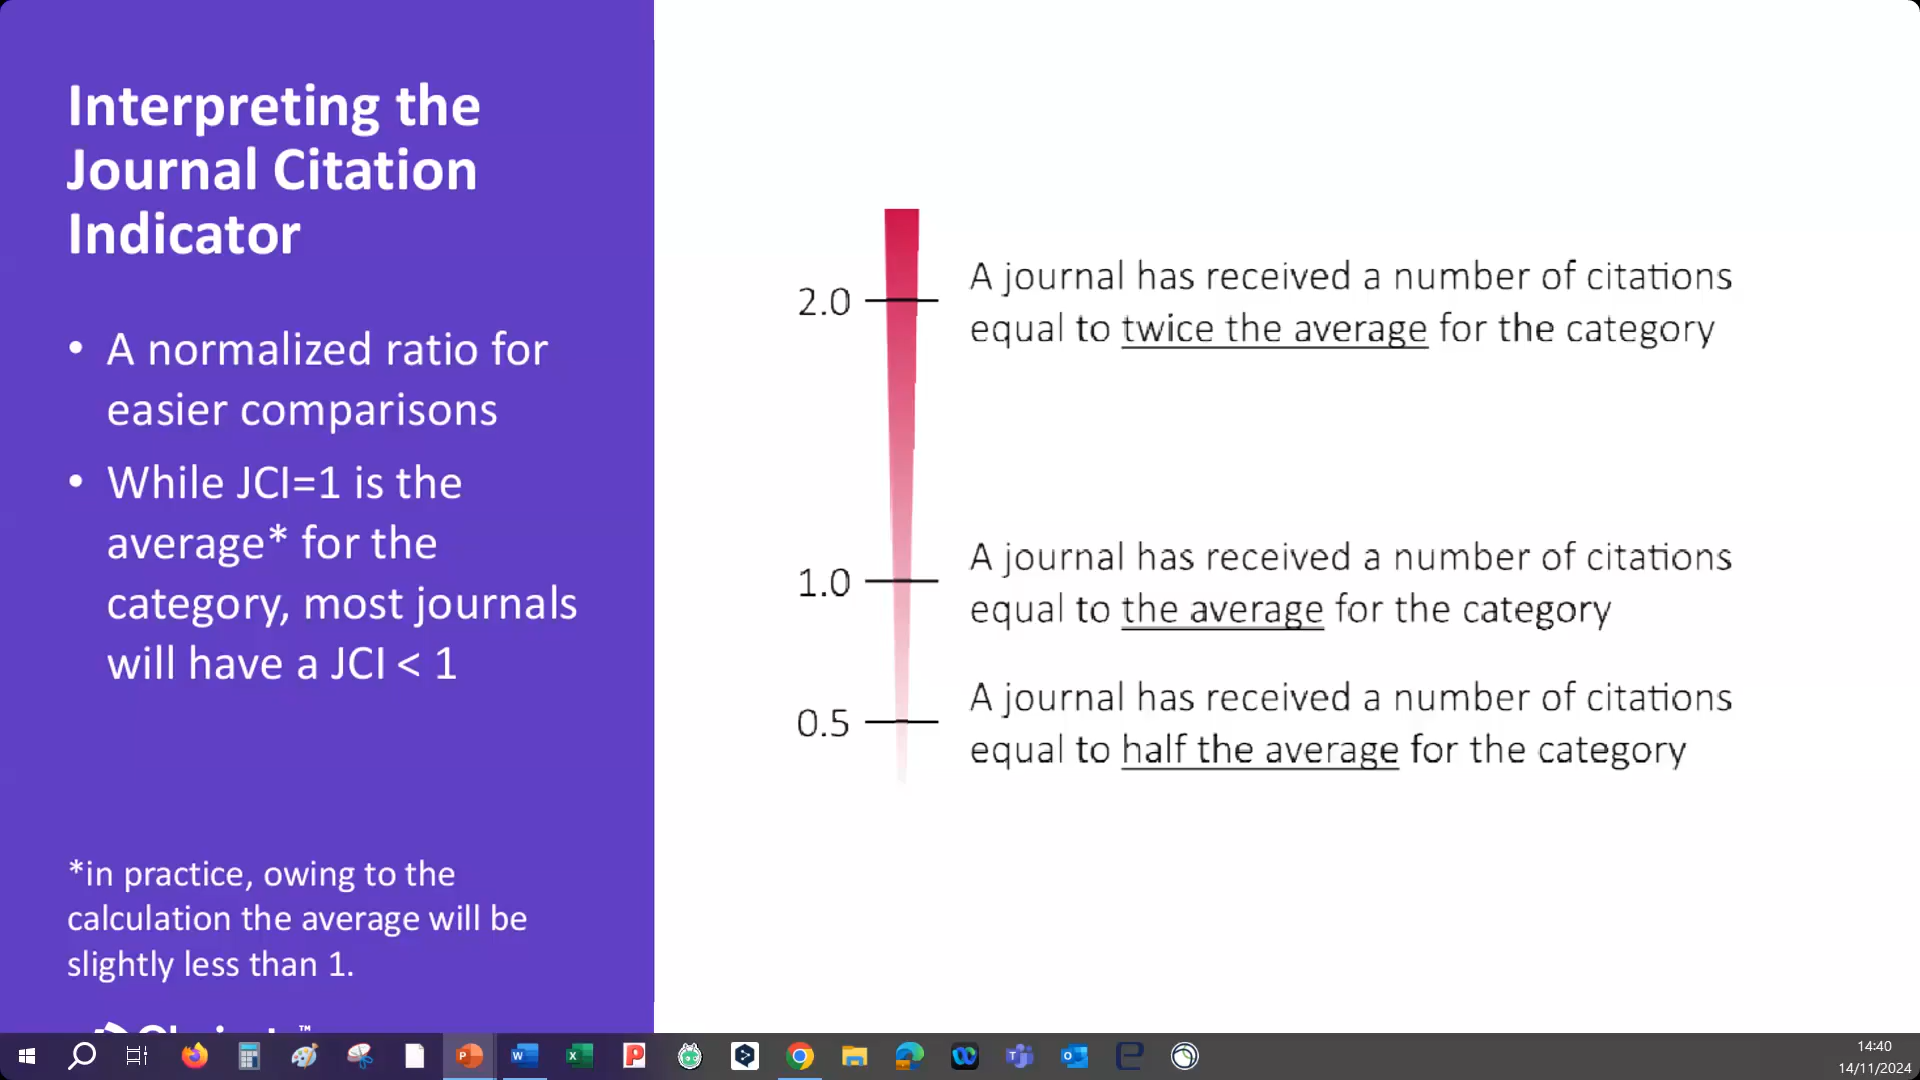 Interpreting the
Journal Citation
Indicator
• A normalized ratio for
easier comparisons
• While JCI=1 is the
average* for the
category, most journals
will have a JCI < 1
*in practice, owing to the
calculation the average will be
slightly less than 1.
2.0
A journal has received a number of citations
equal to twice the average for the category
1.0
A journal has received a number of citations
equal to the average for the category
0.5
A journal has received a number of citations
equal to half the average for the category
14:40
14/11/2024